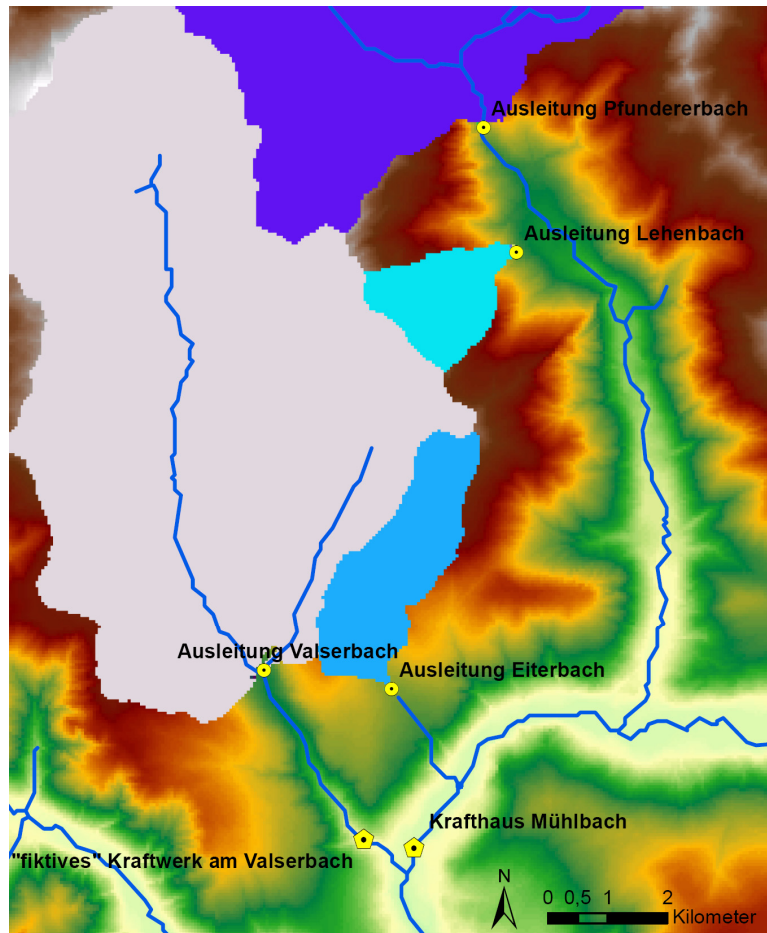 Ausleitung Pfundererbach
Ausleitung Lehenbach
Ausleitung Valserbach
Ausleitung Eiterbach
Krafthaus Mühlbach
"fiktives" Kraftwerk am Valserbach
N
0 0,5 1 2
Kilometer